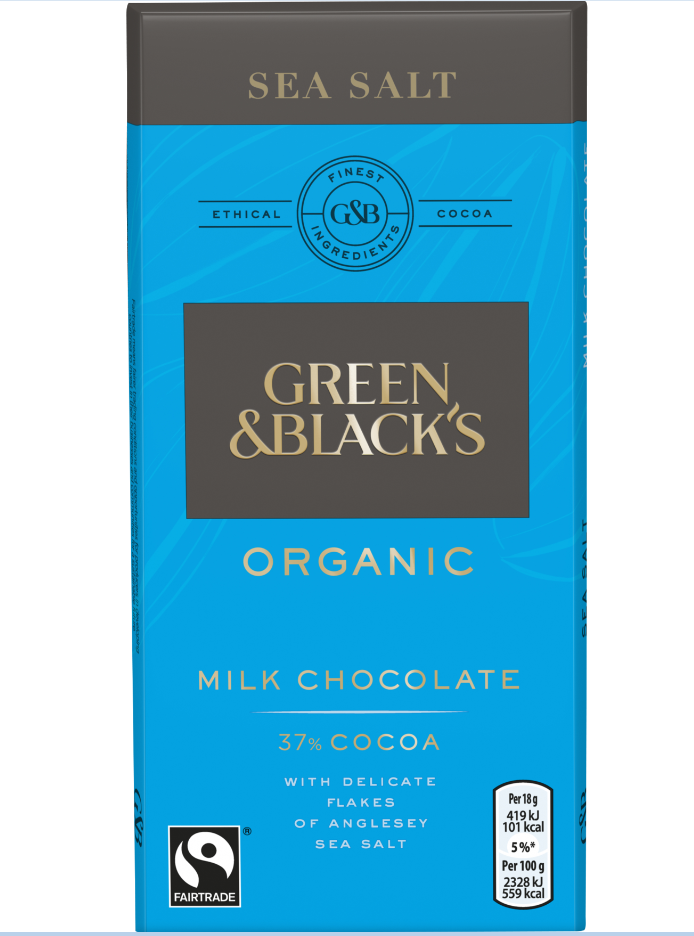 SEA SALT
FINEST
ETHICAL
G&B
COCOA
INGREDIENTS
GREEN
&BLACK'S
ORGANIC
MILK CHOCOLATE
37% COCOA
WITH DELICATE
FLAKES
OF ANGLESEY
SEA SALT
FAIRTRADE
®
Per 18 g
419 kJ
101 kcal
5 %*
Per 100 g
2328 kJ
559 kcal
MILK CHOCOLATE
SEA SALT
G&B
G&B